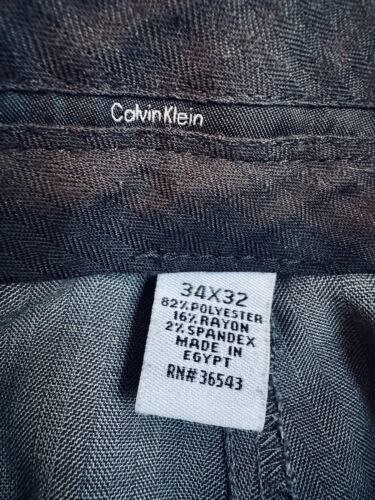 Calvin Klein
34X32
82% POLYESTER
16% RAYON
2% SPANDEX
MADE IN
EGYPT
RN# 36543